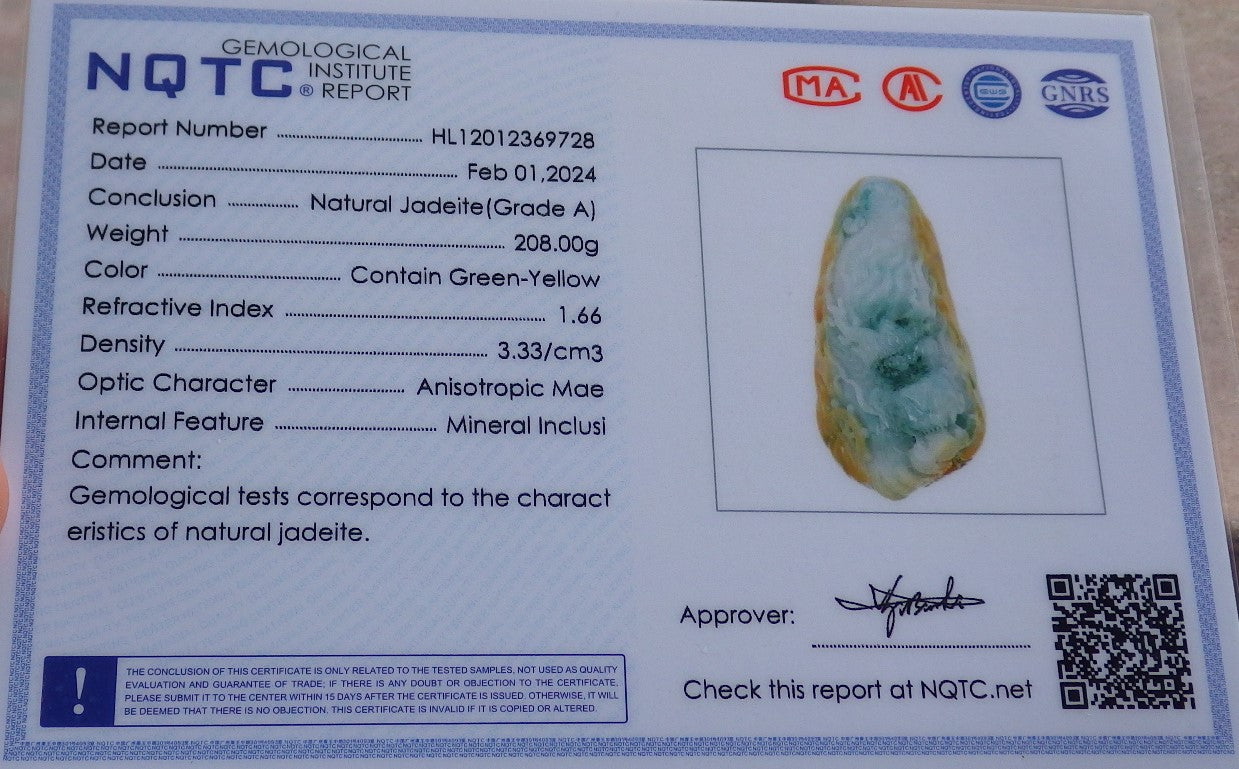 NQTC® GEMOLOGICAL
INSTITUTE
REPORT
CMA
AL
GNRS
Report Number ........ HL12012369728
Date ........ Feb 01,2024
Conclusion ........ Natural Jadeite(Grade A)
Weight ........ 208.00g
Color ........ Contain Green-Yellow
Refractive Index ........ 1.66
Density ........ 3.33/cm3
Optic Character ........ Anisotropic Mae
Internal Feature ........ Mineral Inclusi
Comment:
Gemological tests correspond to the charact
eristics of natural jadeite.
Approver:
Check this report at NQTC.net
! THE CONCLUSION OF THIS CERTIFICATE IS ONLY RELATED TO THE TESTED SAMPLES, NOT USED AS QUALITY
EVALUATION AND GUARANTEE OF TRADE; IF THERE IS ANY DOUBT OR OBJECTION TO THE CERTIFICATE,
PLEASE SUBMIT IT TO THE CENTER WITHIN 15 DAYS AFTER THE CERTIFICATE IS ISSUED. OTHERWISE, IT WILL
BE DEEMED THAT THERE IS NO OBJECTION. THIS CERTIFICATE IS INVALID IF IT IS COPIED OR ALTERED.